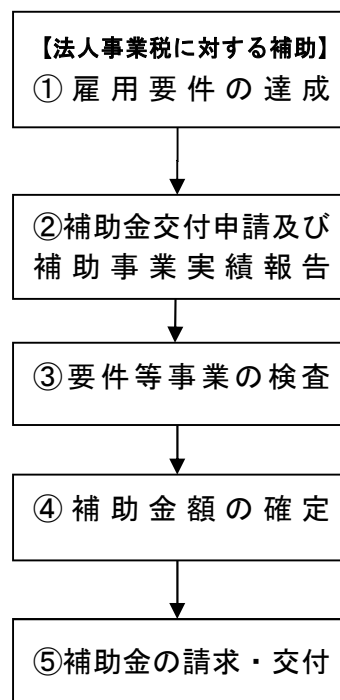 【法人事業税に対する補助】
①雇用要件の達成
②補助金交付申請及び
補助事業実績報告
③要件等事業の検査
④補助金額の確定
⑤補助金の請求・交付